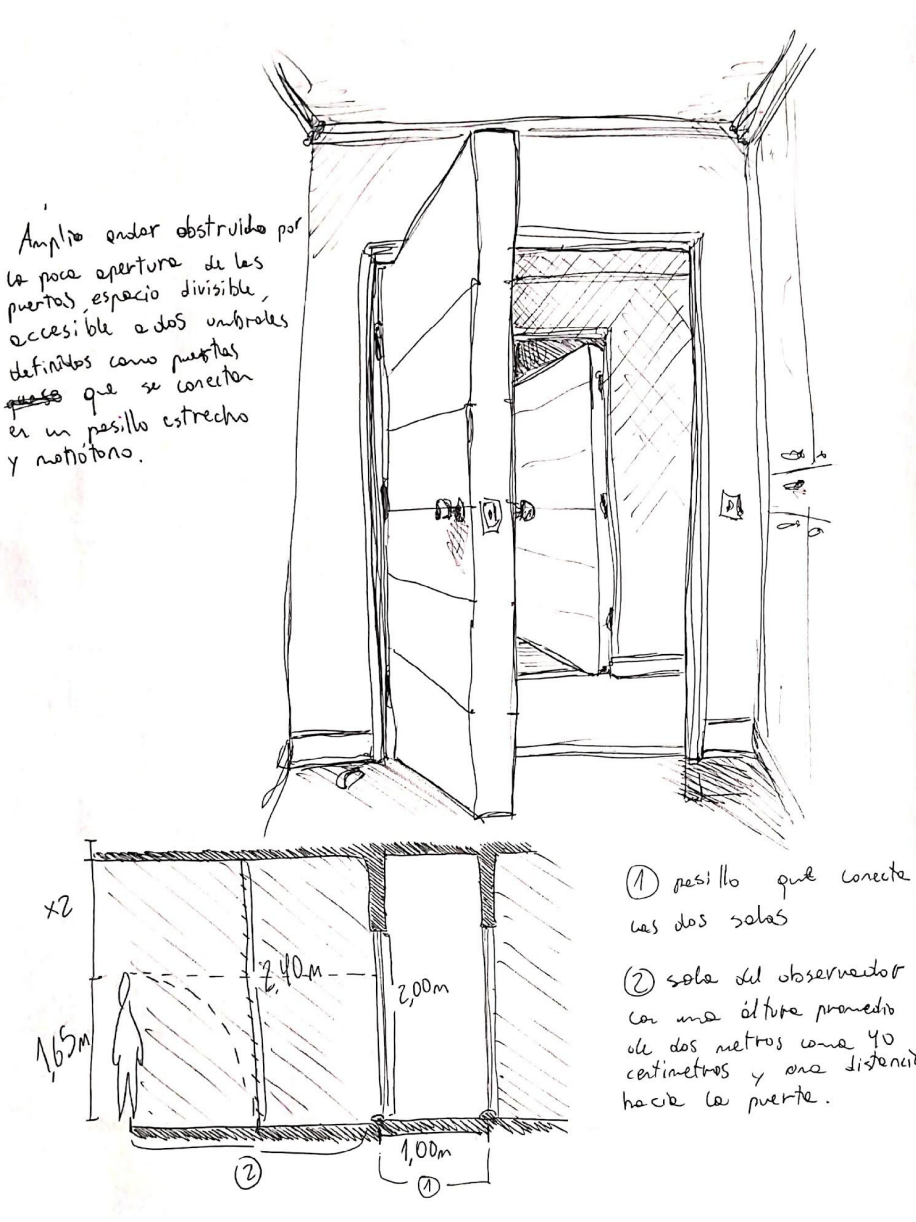 Amplio andar obstruido por
la poca apertura de las
puertas, espacio divisible,
accesible a dos umbrales
definidos como puertas
que se conectan
en un pasillo estrecho
y monótono.
x2
1,65m
2,40m
2,00m
1,00m
②
①
① pasillo que conecta
las dos salas
② sala del observador
con una áltura promedio
de dos metros coma 40
centimetros y una distancia
hacia la puerta.